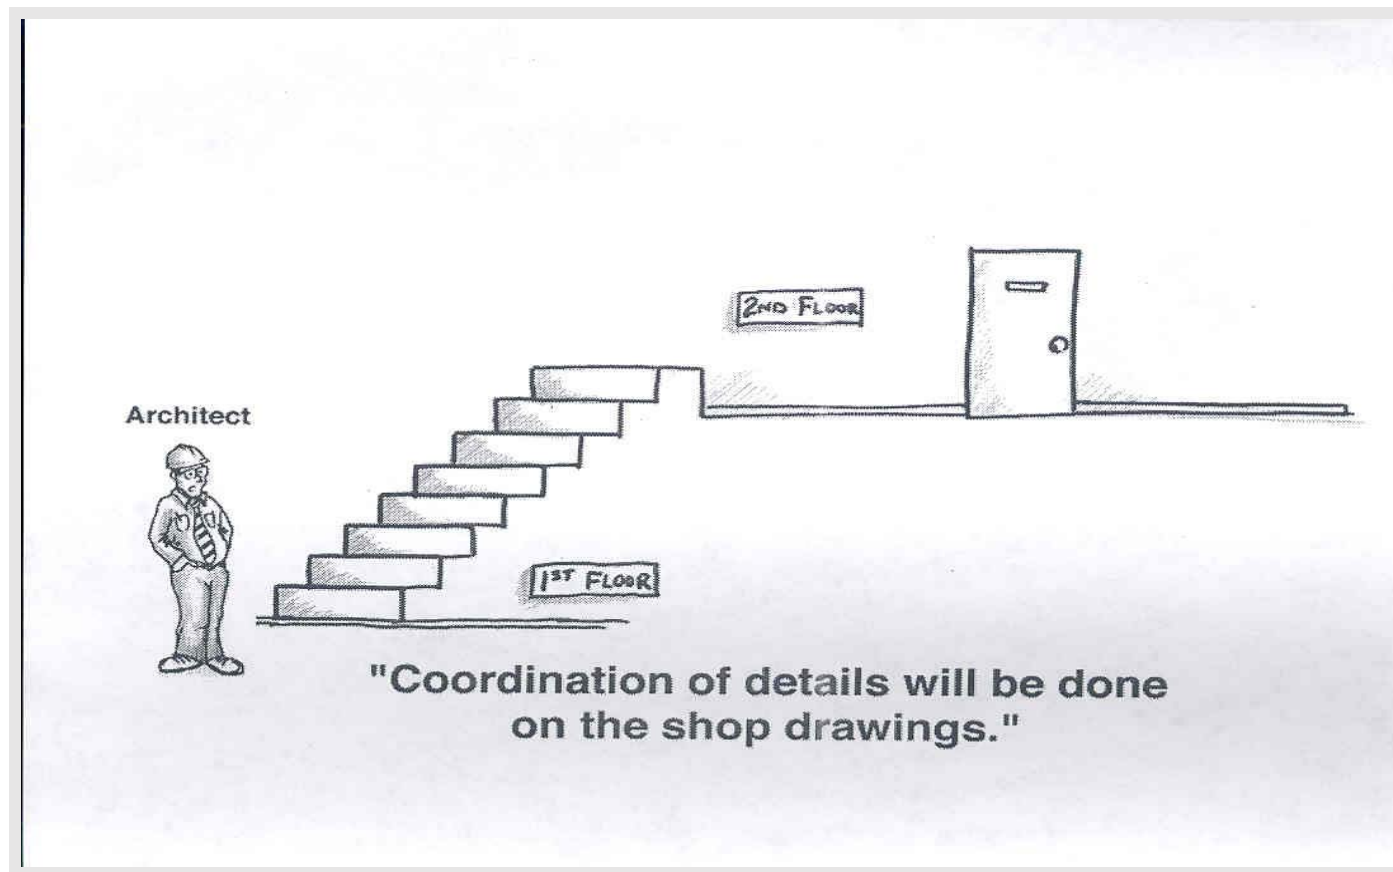 2ND FLOOR
Architect
1ST FLOOR
"Coordination of details will be done
on the shop drawings."